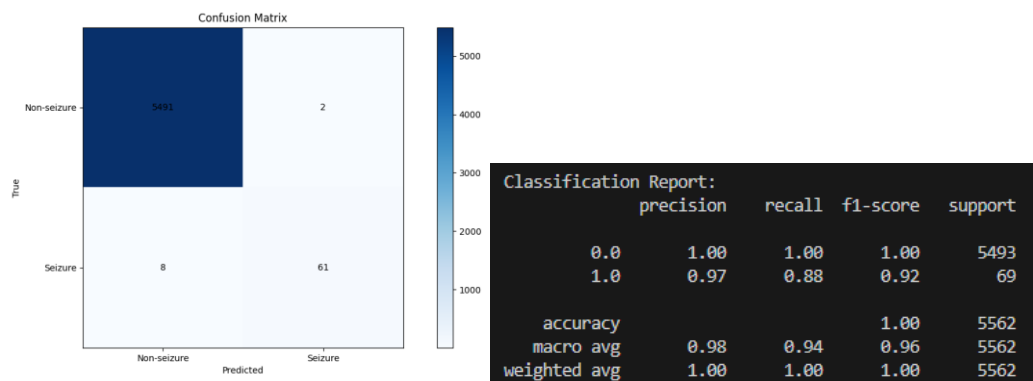 Confusion Matrix
5000
Non-seizure 5491 2
4000
3000
True
2000
Seizure 8 61
1000
Non-seizure Seizure
Predicted
Classification Report:
precision recall f1-score support
0.0 1.00 1.00 1.00 5493
1.0 0.97 0.88 0.92 69
accuracy 1.00 5562
macro avg 0.98 0.94 0.96 5562
weighted avg 1.00 1.00 1.00 5562